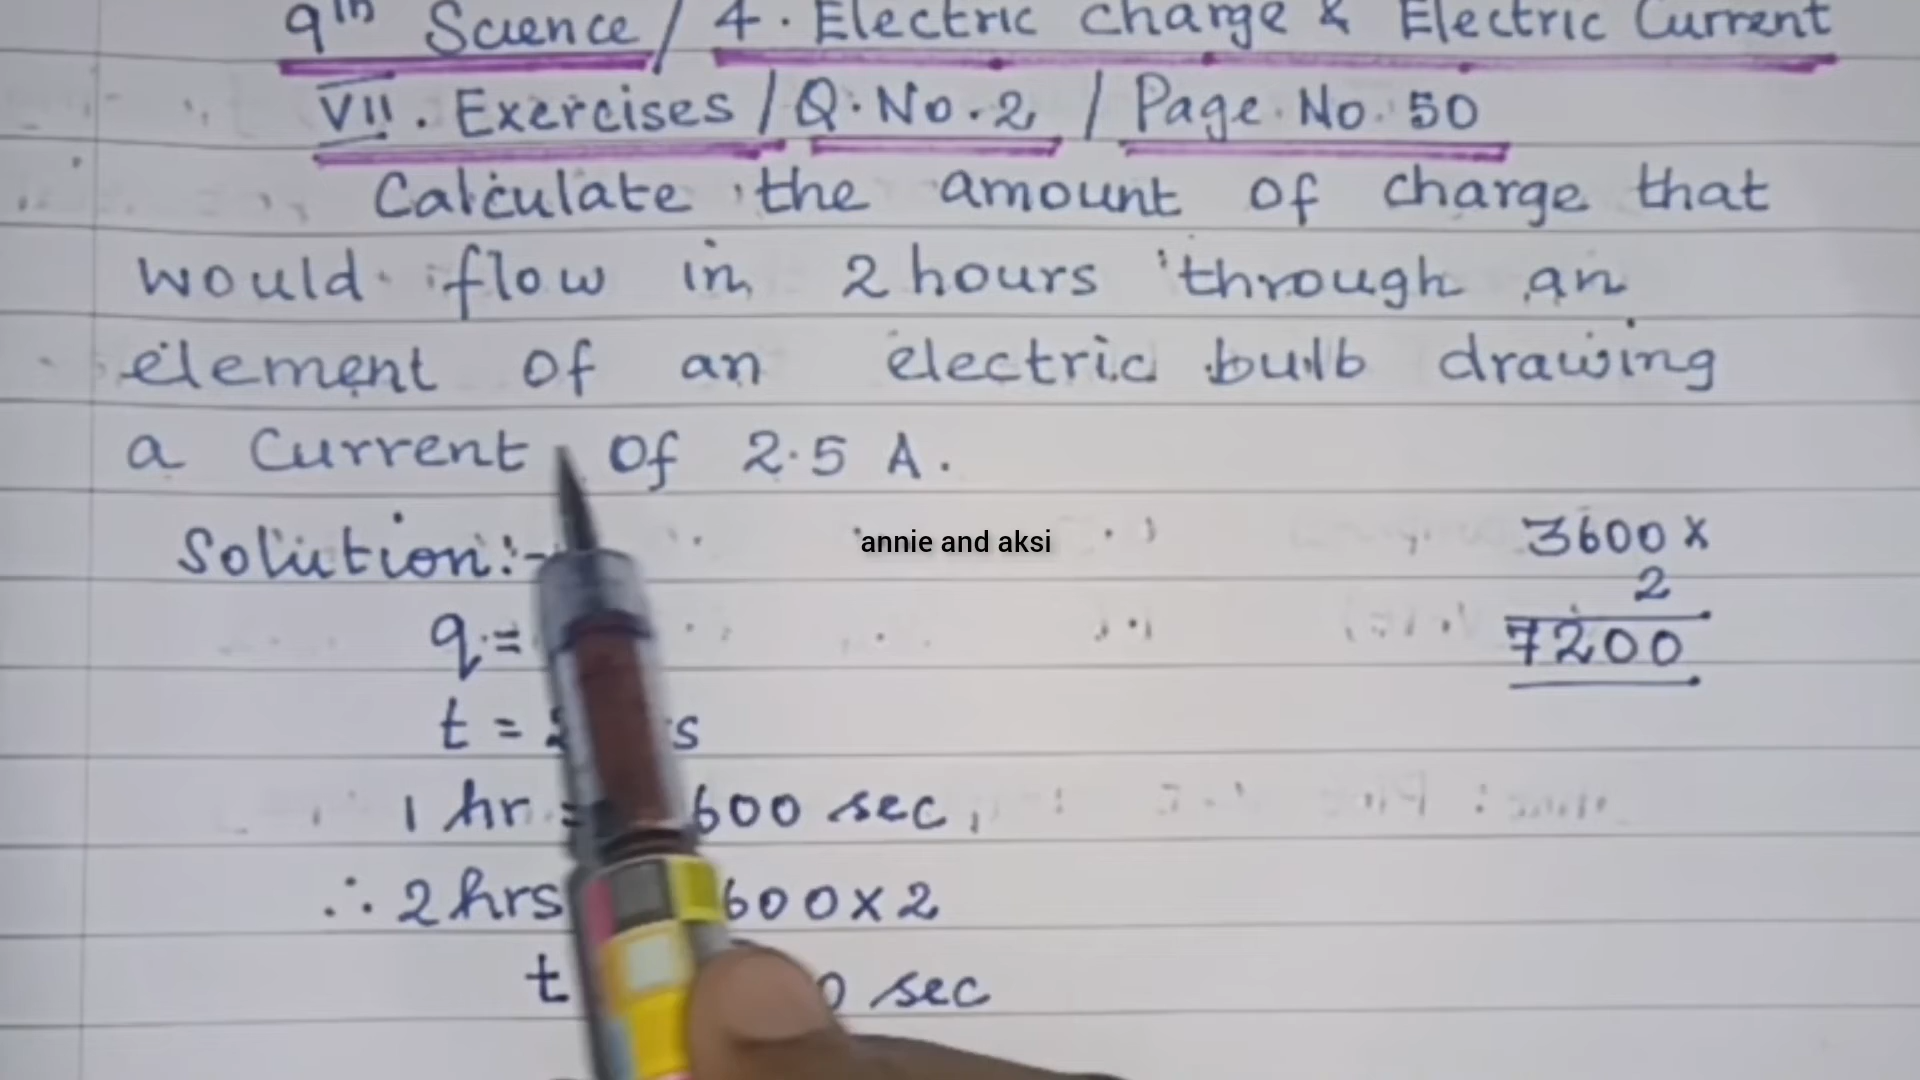 9th Science / 4. Electric charge & Electric Current
VII. Exercises / Q. No. 2 / Page. No. 50
Calculate the amount of charge that
would flow in 2 hours through an
element of an electric bulb drawing
a current of 2.5 A.
Solution:-
annie and aksi
3600 x
2
7200
q =
t = s
1 hr = 600 sec,
∴ 2 hrs 600 x 2
t 0 sec